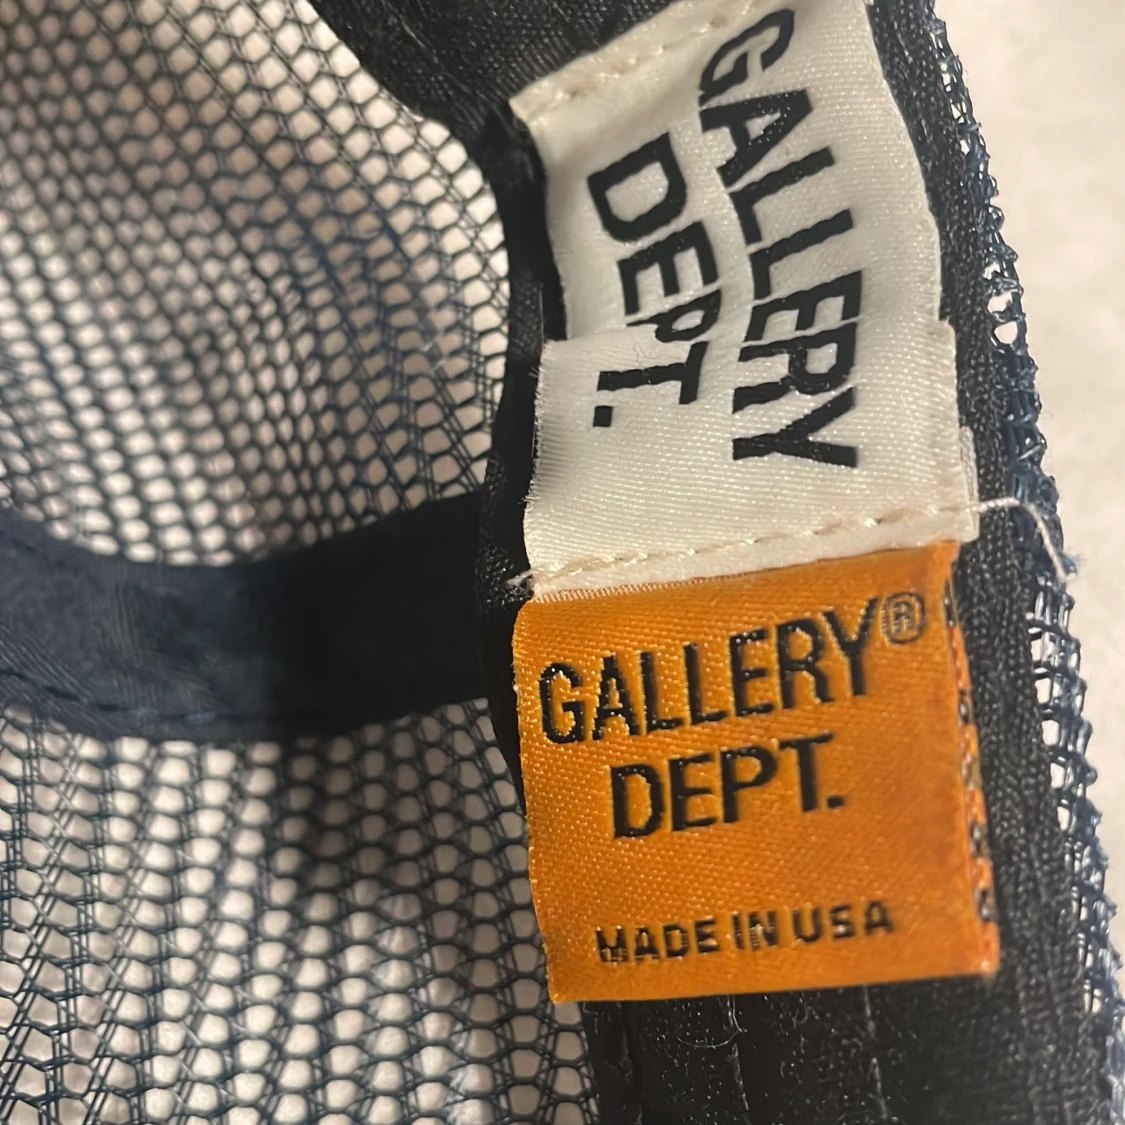 GALLERY
DEPT.
GALLERY®
DEPT.
MADE IN USA